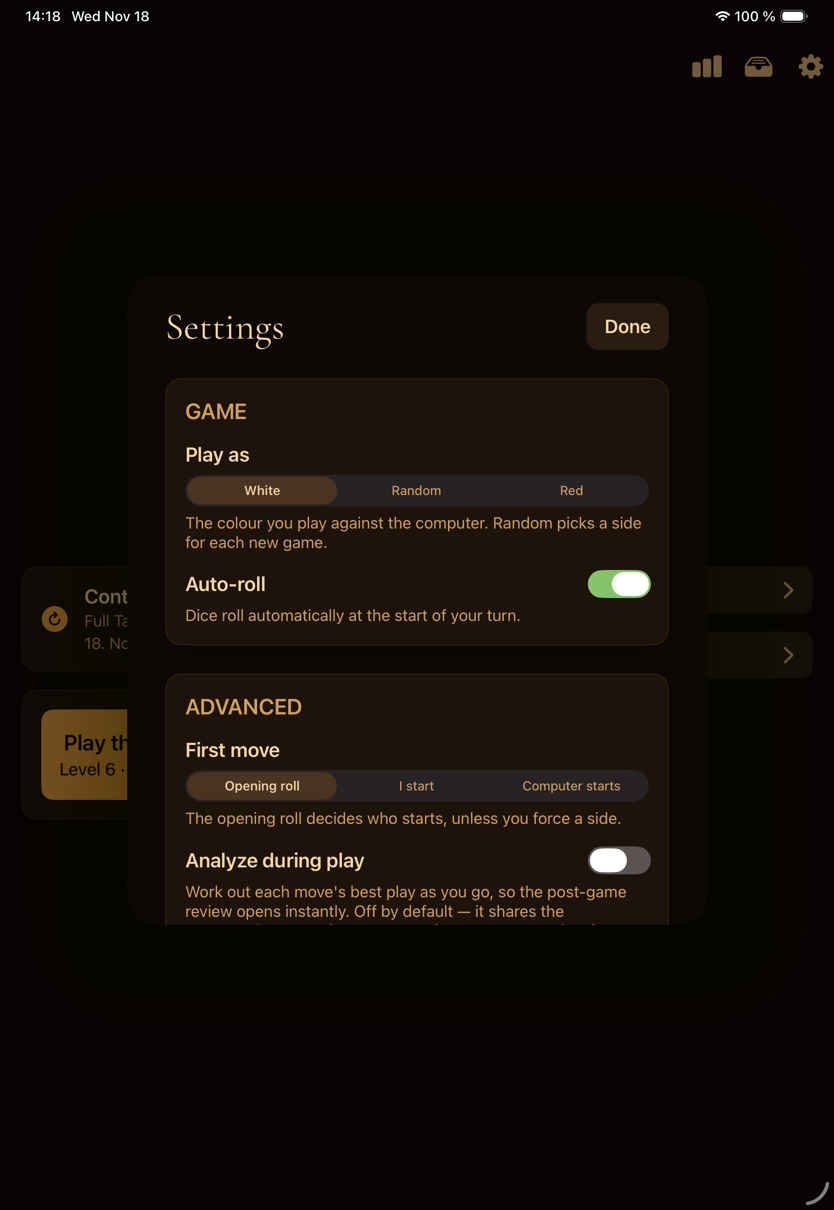 14:18 Wed Nov 18
100 %
Settings
Done
GAME
Play as
White Random Red
The colour you play against the computer. Random picks a side
for each new game.
Auto-roll
Dice roll automatically at the start of your turn.
Cont
Full Ta
18. No
ADVANCED
First move
Play th
Level 6 ·
Opening roll I start Computer starts
The opening roll decides who starts, unless you force a side.
Analyze during play
Work out each move's best play as you go, so the post-game
review opens instantly. Off by default — it shares the